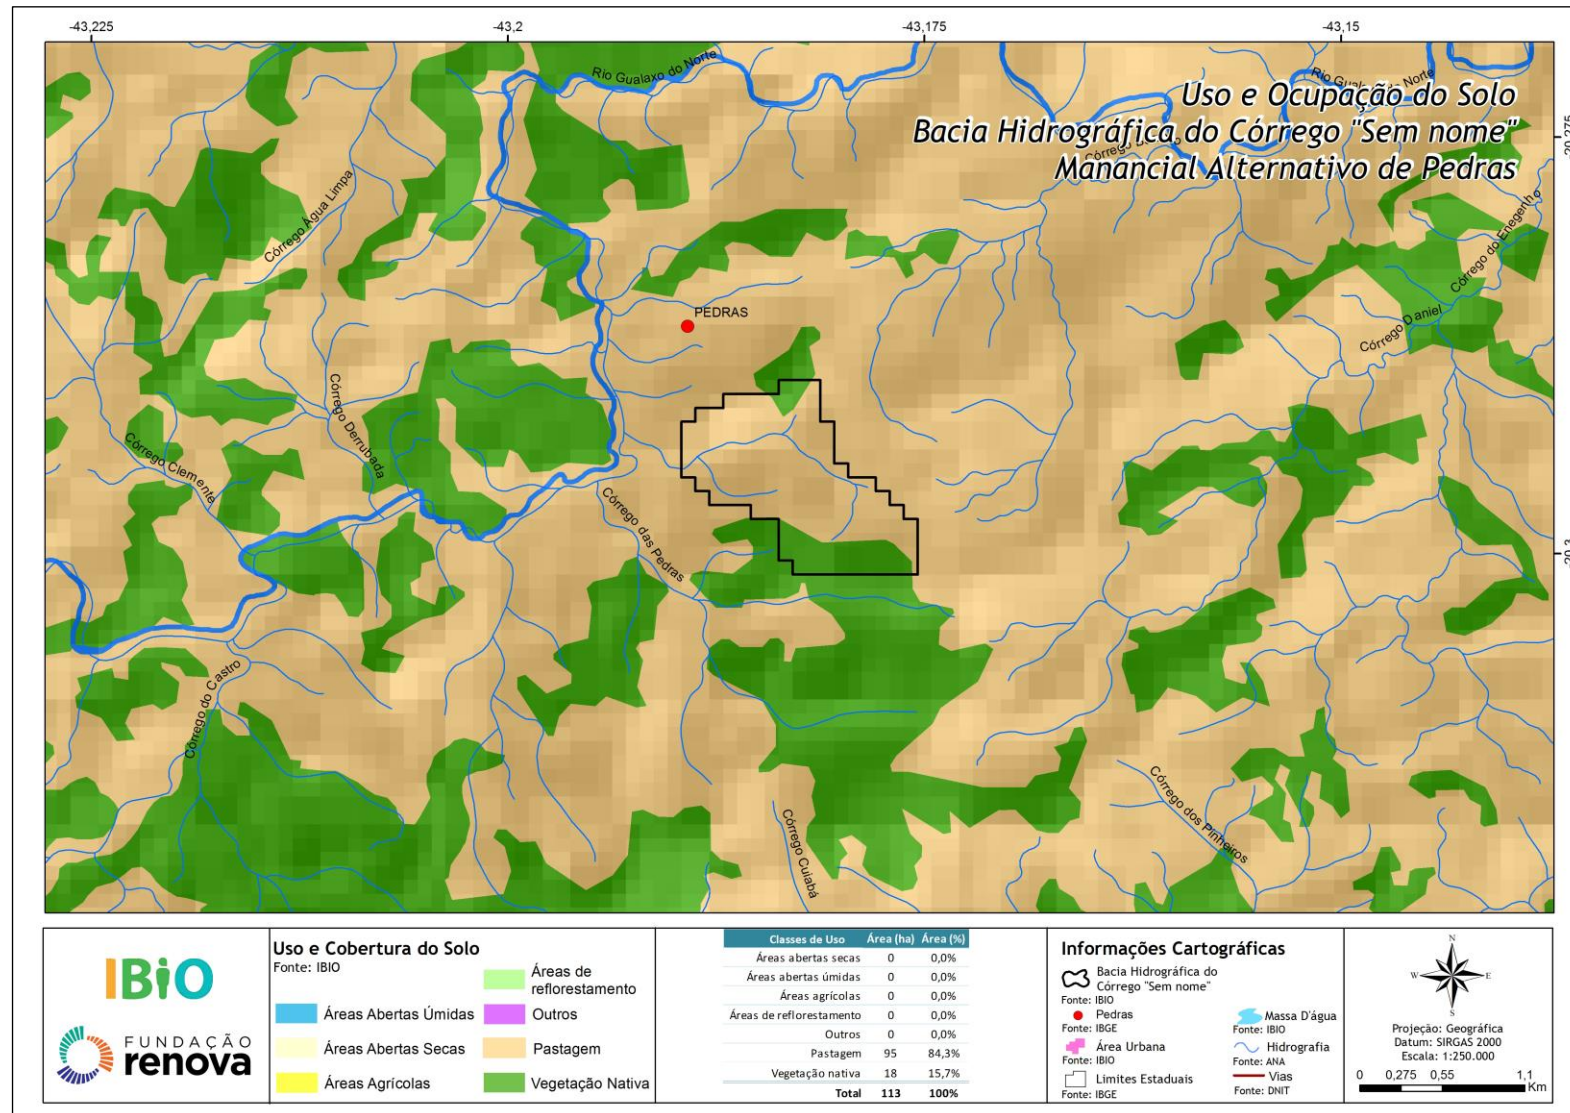 -43,225
-43,2
-43,175
-43,15
Uso e Ocupação do Solo
Bacia Hidrográfica do Córrego "Sem nome"
Manancial Alternativo de Pedras
Rio Gualaxo do Norte
-20,275
Córrego Água Limpa
Córrego do Enegenho
Córrego Daniel
PEDRAS
Córrego Derrubada
Córrego Clemente
Córrego das Pedras
-20,3
Córrego do Castro
Córrego Cuiabá
Córrego dos Pinheiros
IBiO
FUNDAÇÃO
renova
Uso e Cobertura do Solo
Fonte: IBIO
Áreas Abertas Úmidas
Áreas Abertas Secas
Áreas Agrícolas
Áreas de
reflorestamento
Outros
Pastagem
Vegetação Nativa
Classes de Uso Área (ha) Área (%)
Áreas abertas secas 0 0,0%
Áreas abertas úmidas 0 0,0%
Áreas agrícolas 0 0,0%
Áreas de reflorestamento 0 0,0%
Outros 0 0,0%
Pastagem 95 84,3%
Vegetação nativa 18 15,7%
Total 113 100%
Informações Cartográficas
Bacia Hidrográfica do
Córrego "Sem nome"
Fonte: IBIO
Pedras
Fonte: IBGE
Área Urbana
Fonte: IBIO
Limites Estaduais
Fonte: IBGE
Massa D'água
Fonte: IBIO
Hidrografia
Fonte: ANA
Vias
Fonte: DNIT
N
W E
S
Projeção: Geográfica
Datum: SIRGAS 2000
Escala: 1:250.000
0 0,275 0,55 1,1
Km